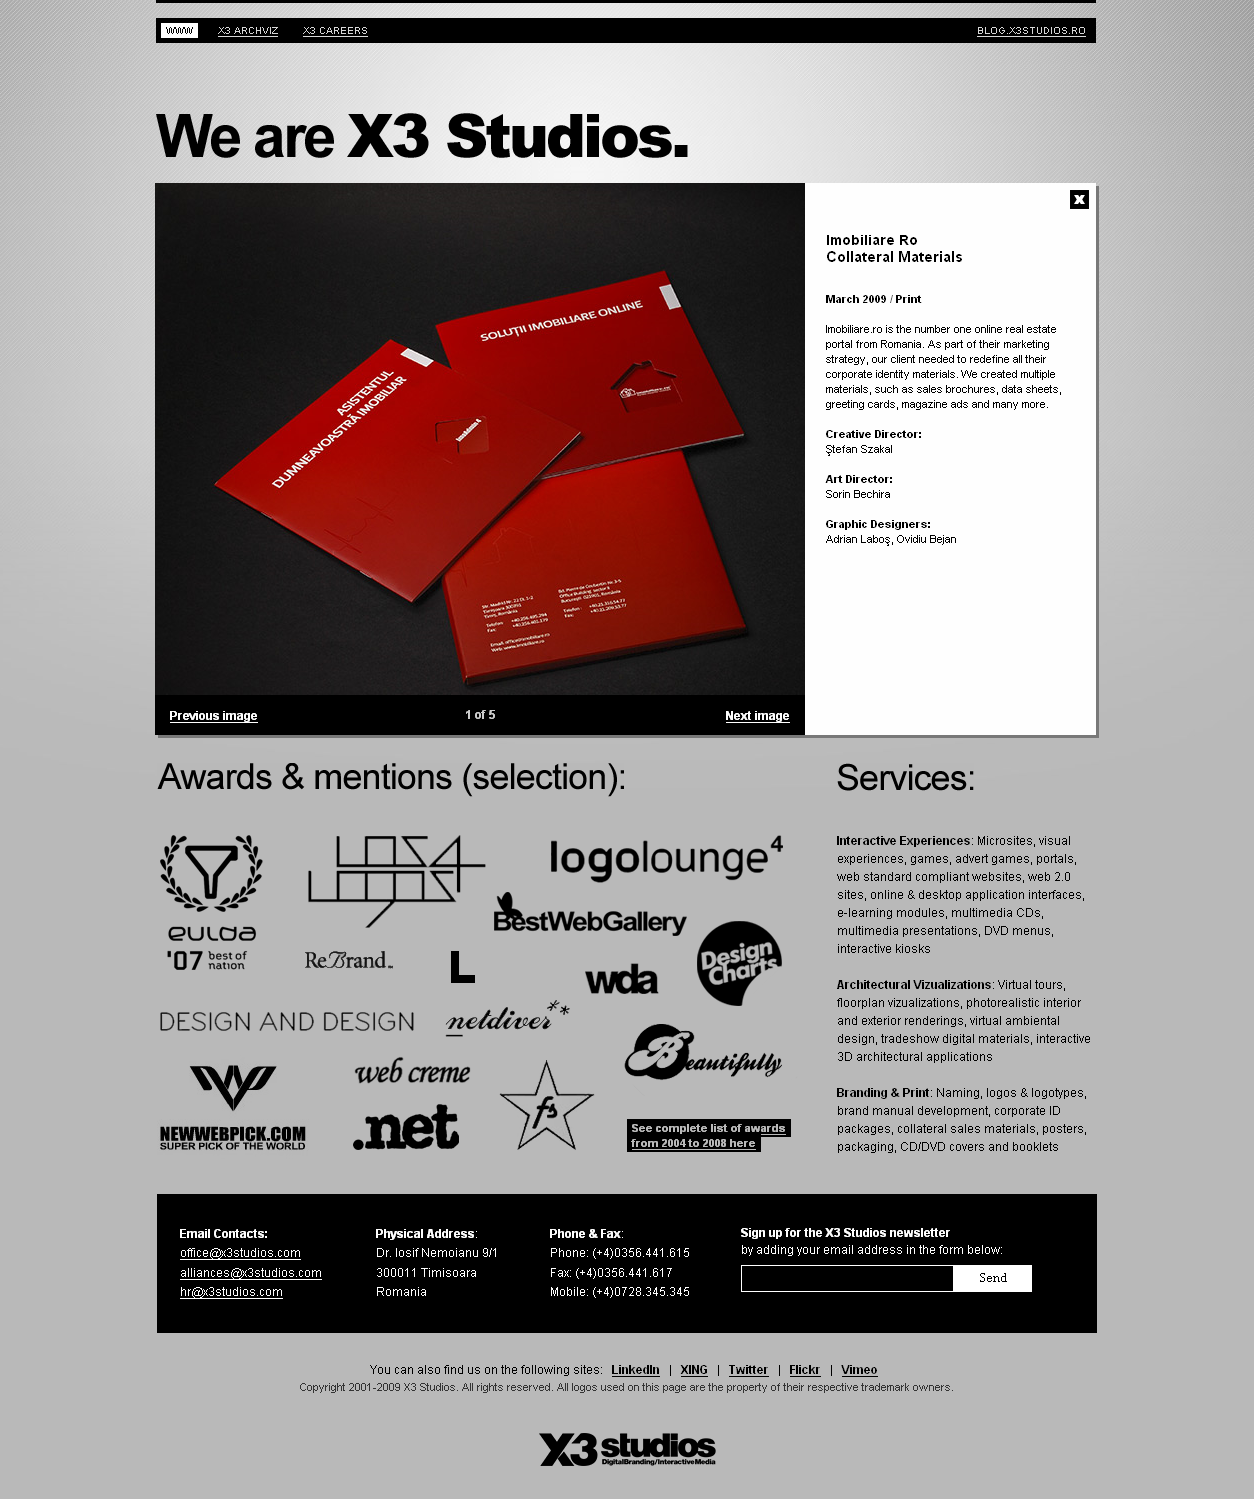 WWW
X3 ARCHVIZ
X3 CAREERS
BLOG.X3STUDIOS.RO
We are X3 Studios.
SOLUȚII IMOBILIARE ONLINE
ASISTENTUL
DUMNEAVOASTRĂ IMOBILIAR
Previous image
1 of 5
Next image
X
Imobiliare Ro
Collateral Materials
March 2009 / Print
Imobiliare.ro is the number one online real estate
portal from Romania. As part of their marketing
strategy, our client needed to redefine all their
corporate identity materials. We created multiple
materials, such as sales brochures, data sheets,
greeting cards, magazine ads and many more.
Creative Director:
Ștefan Szakal
Art Director:
Sorin Bechira
Graphic Designers:
Adrian Laboș, Ovidiu Bejan
Awards & mentions (selection):
eulda
'07 best of
nation
LOS
LOGOS
logolounge4
BestWebGallery
ReBrand
L
wda
Design
Charts
DESIGN AND DESIGN
netdiver**
Beautifully
web creme
NEWWEBPICK.COM
SUPER PICK OF THE WORLD
.net
fs
See complete list of awards
from 2004 to 2008 here
Services:
Interactive Experiences: Microsites, visual
experiences, games, advert games, portals,
web standard compliant websites, web 2.0
sites, online & desktop application interfaces,
e-learning modules, multimedia CDs,
multimedia presentations, DVD menus,
interactive kiosks
Architectural Vizualizations: Virtual tours,
floorplan vizualizations, photorealistic interior
and exterior renderings, virtual ambiental
design, tradeshow digital materials, interactive
3D architectural applications
Branding & Print: Naming, logos & logotypes,
brand manual development, corporate ID
packages, collateral sales materials, posters,
packaging, CD/DVD covers and booklets
Email Contacts:
office@x3studios.com
alliances@x3studios.com
hr@x3studios.com
Physical Address:
Dr. Iosif Nemoianu 9/1
300011 Timisoara
Romania
Phone & Fax:
Phone: (+4)0356.441.615
Fax: (+4)0356.441.617
Mobile: (+4)0728.345.345
Sign up for the X3 Studios newsletter
by adding your email address in the form below:
Send
You can also find us on the following sites: LinkedIn | XING | Twitter | Flickr | Vimeo
Copyright 2001-2009 X3 Studios. All rights reserved. All logos used on this page are the property of their respective trademark owners.
X3 studios
DigitalBranding/InteractiveMedia